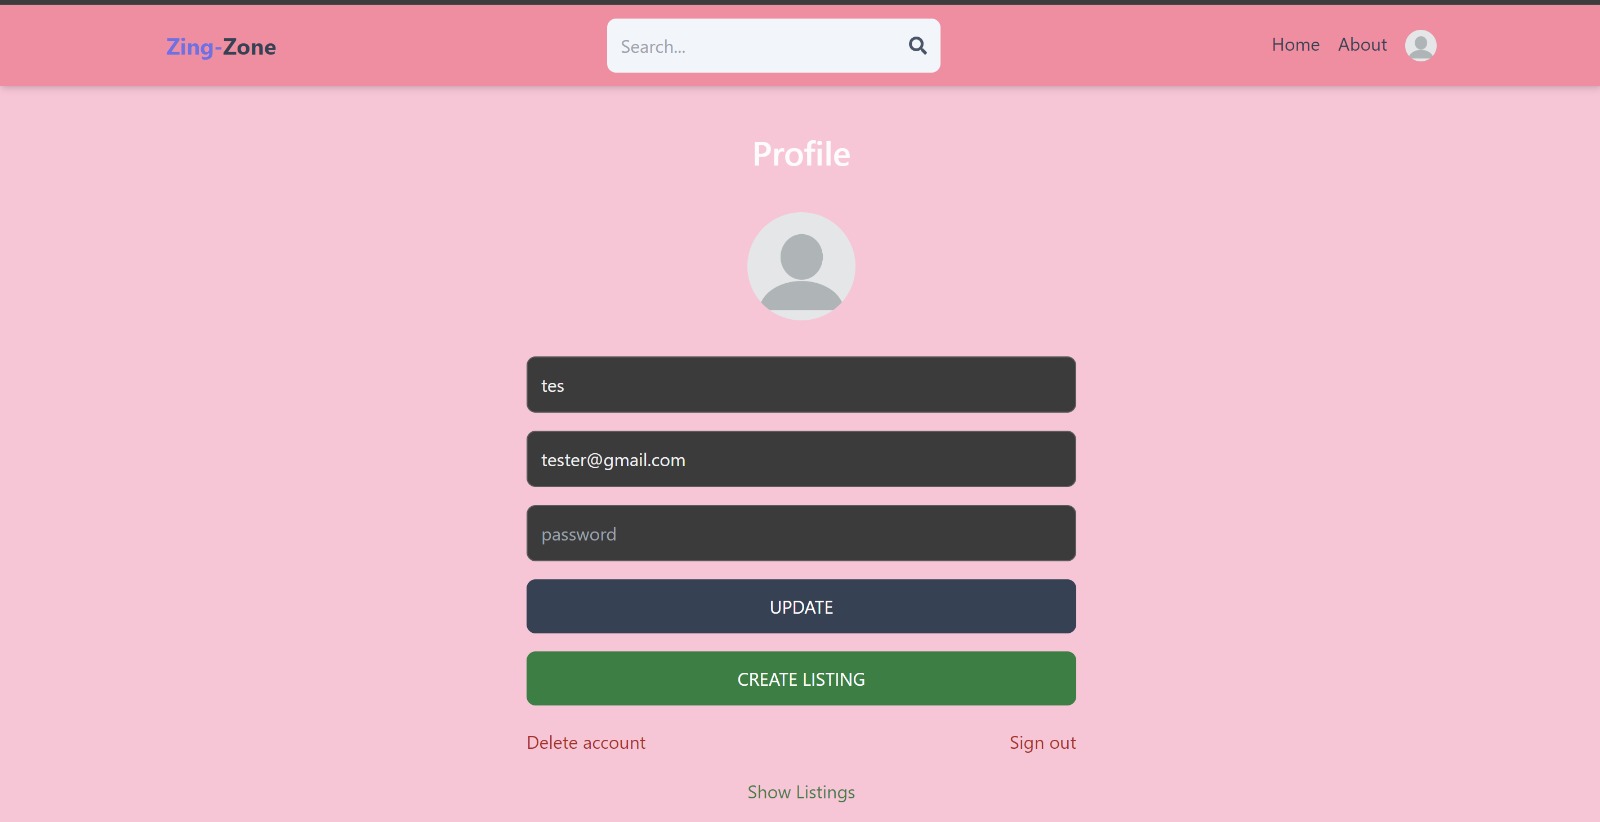 Zing-Zone
Search...
Home
About
Profile
tes
tester@gmail.com
password
UPDATE
CREATE LISTING
Delete account
Sign out
Show Listings